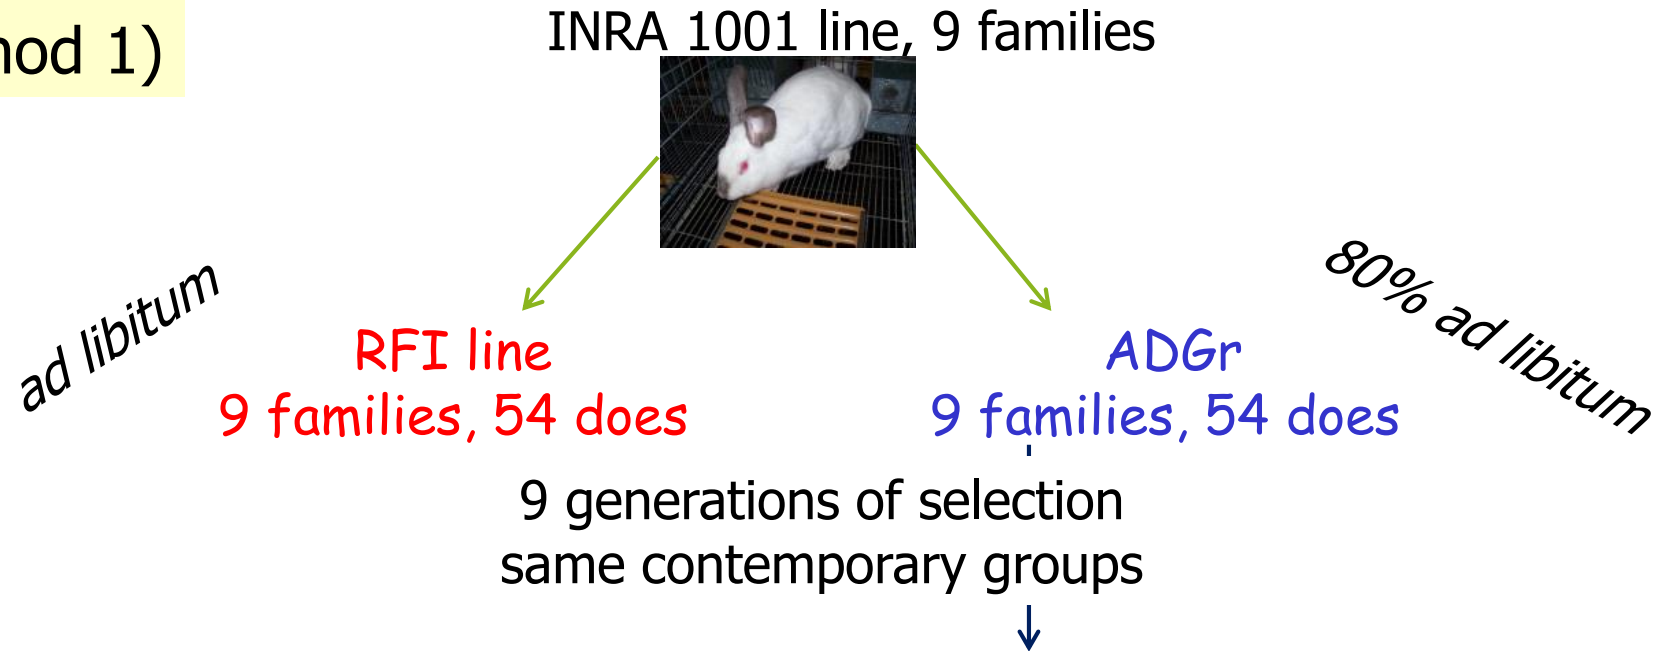 1)
INRA 1001 line, 9 families
ad libitum
80% ad libitum
RFI line
9 families, 54 does
ADGr
9 families, 54 does
9 generations of selection
same contemporary groups